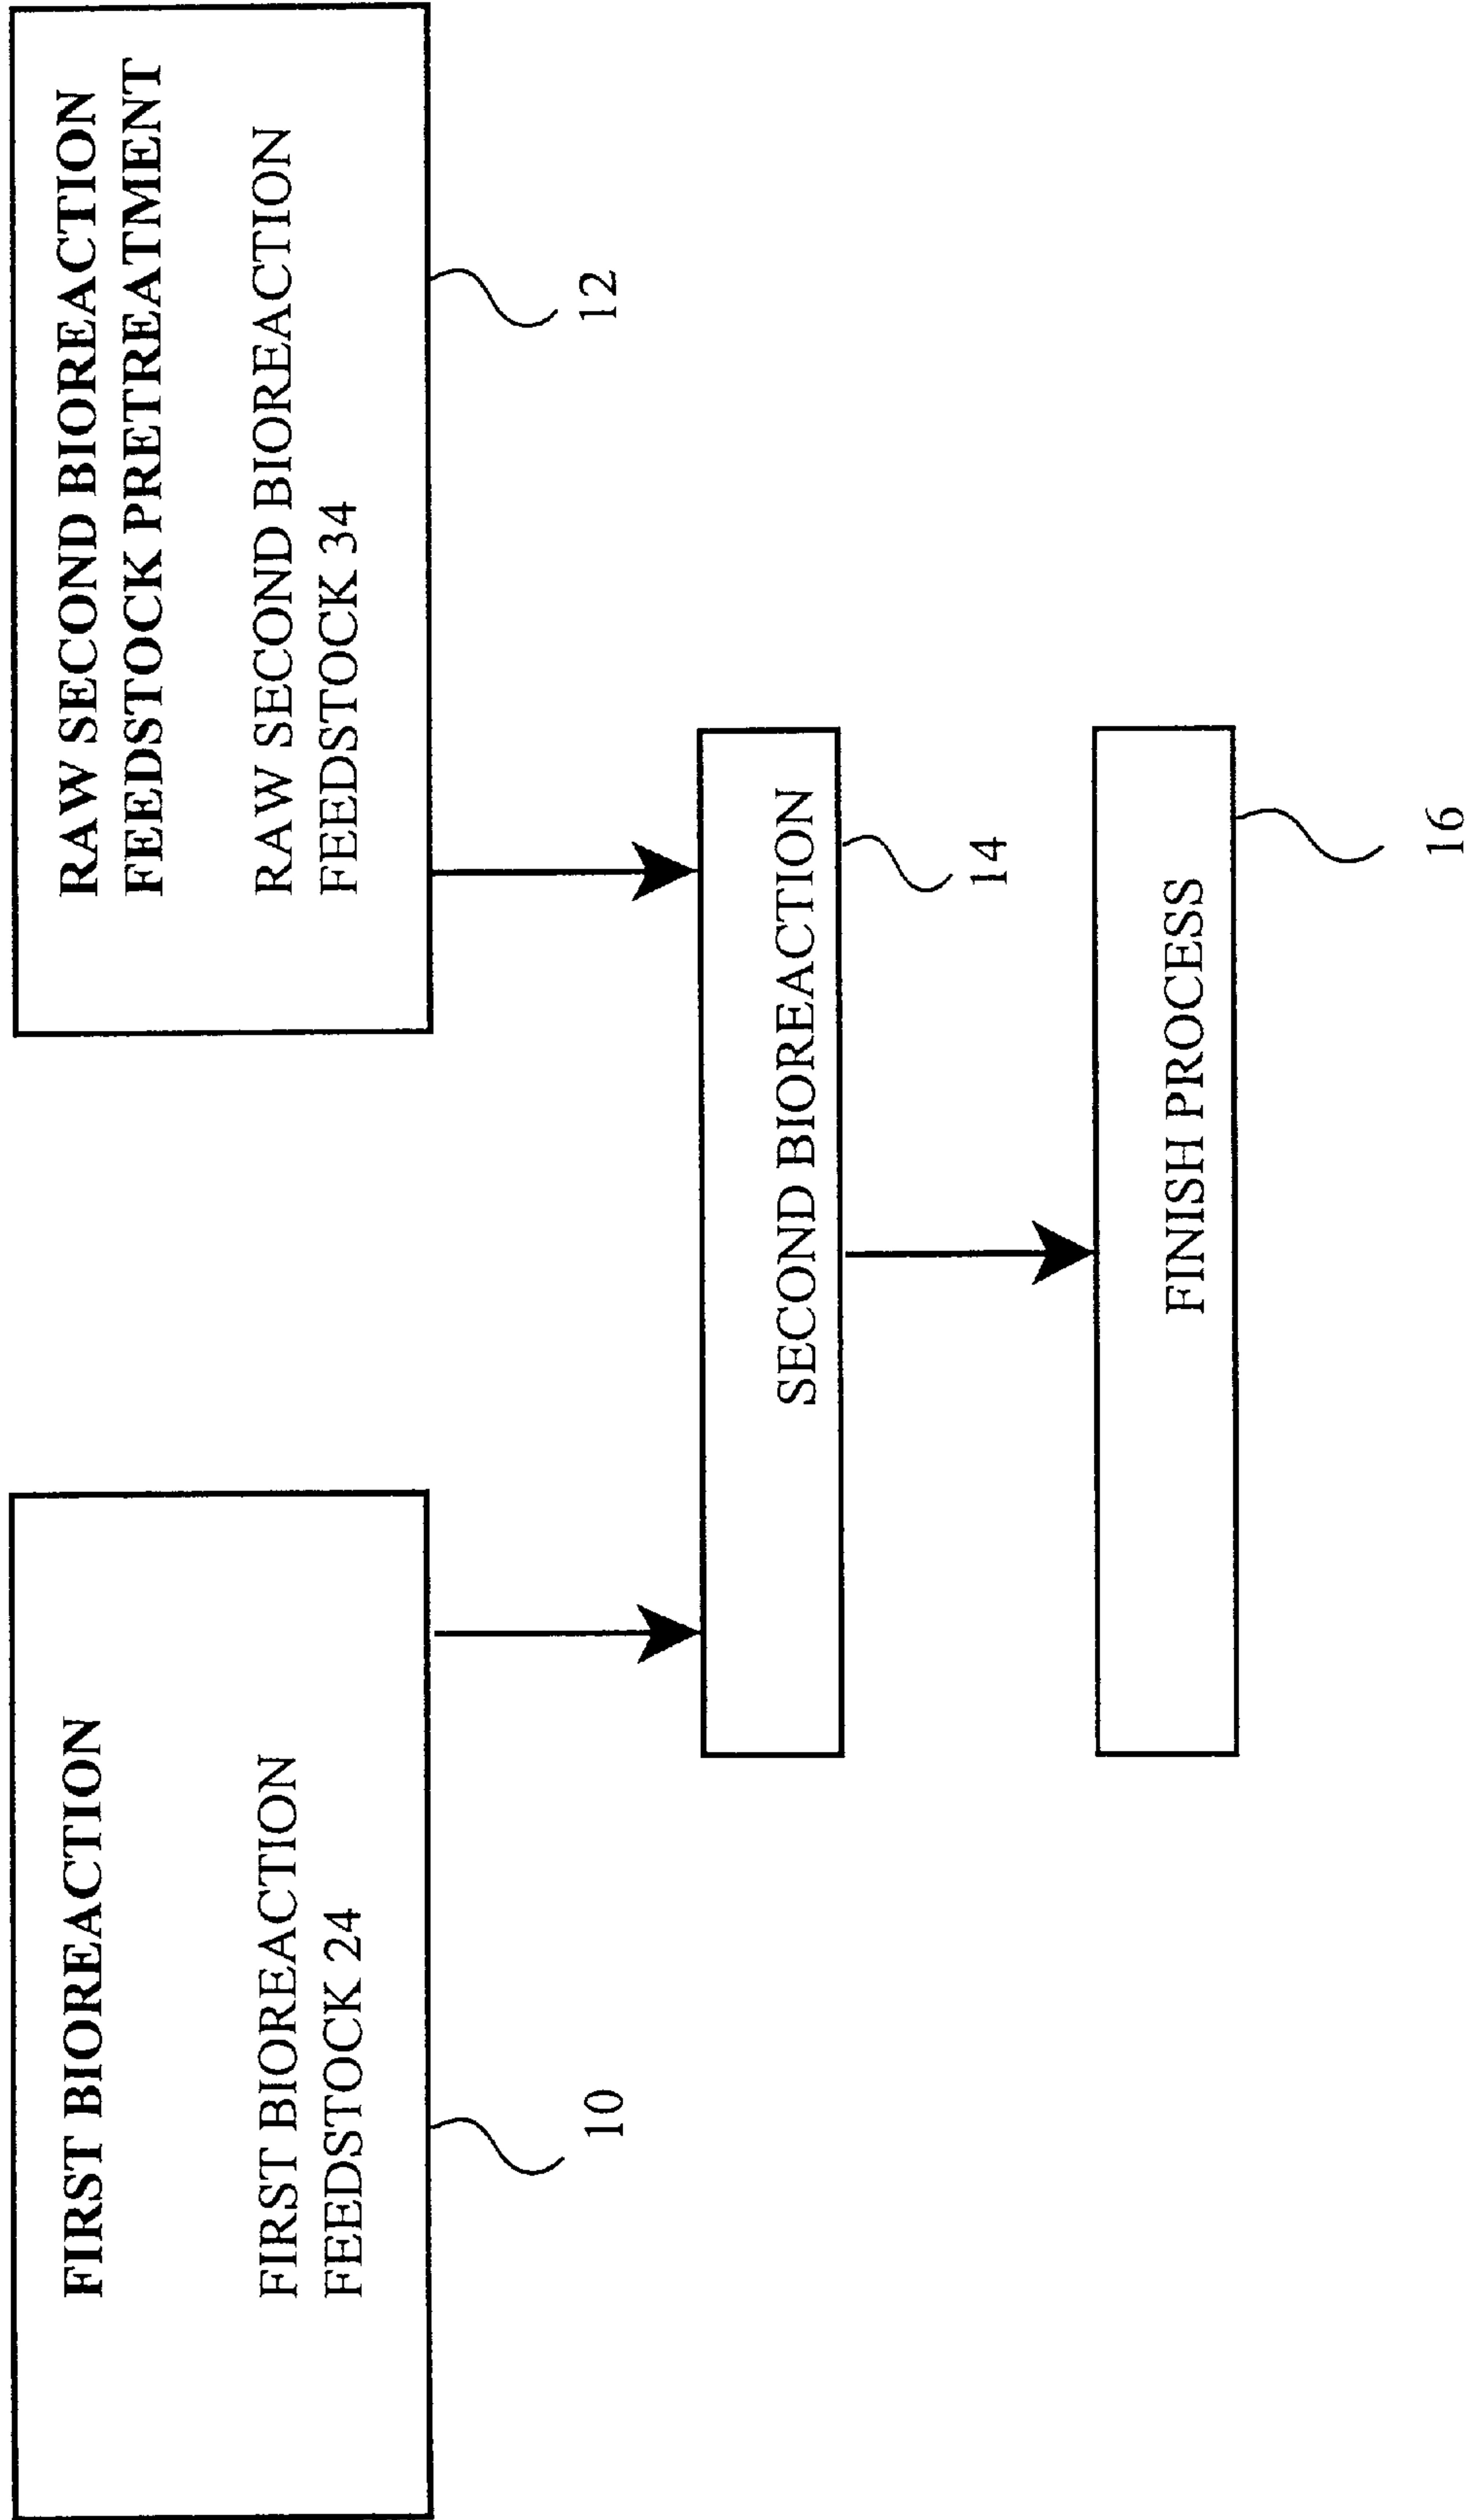 FIRST BIOREACTION
FIRST BIOREACTION
FEEDSTOCK 24
10
RAW SECOND BIOREACTION
FEEDSTOCK PRETREATMENT
RAW SECOND BIOREACTION
FEEDSTOCK 34
12
SECOND BIOREACTION
14
FINISH PROCESS
16